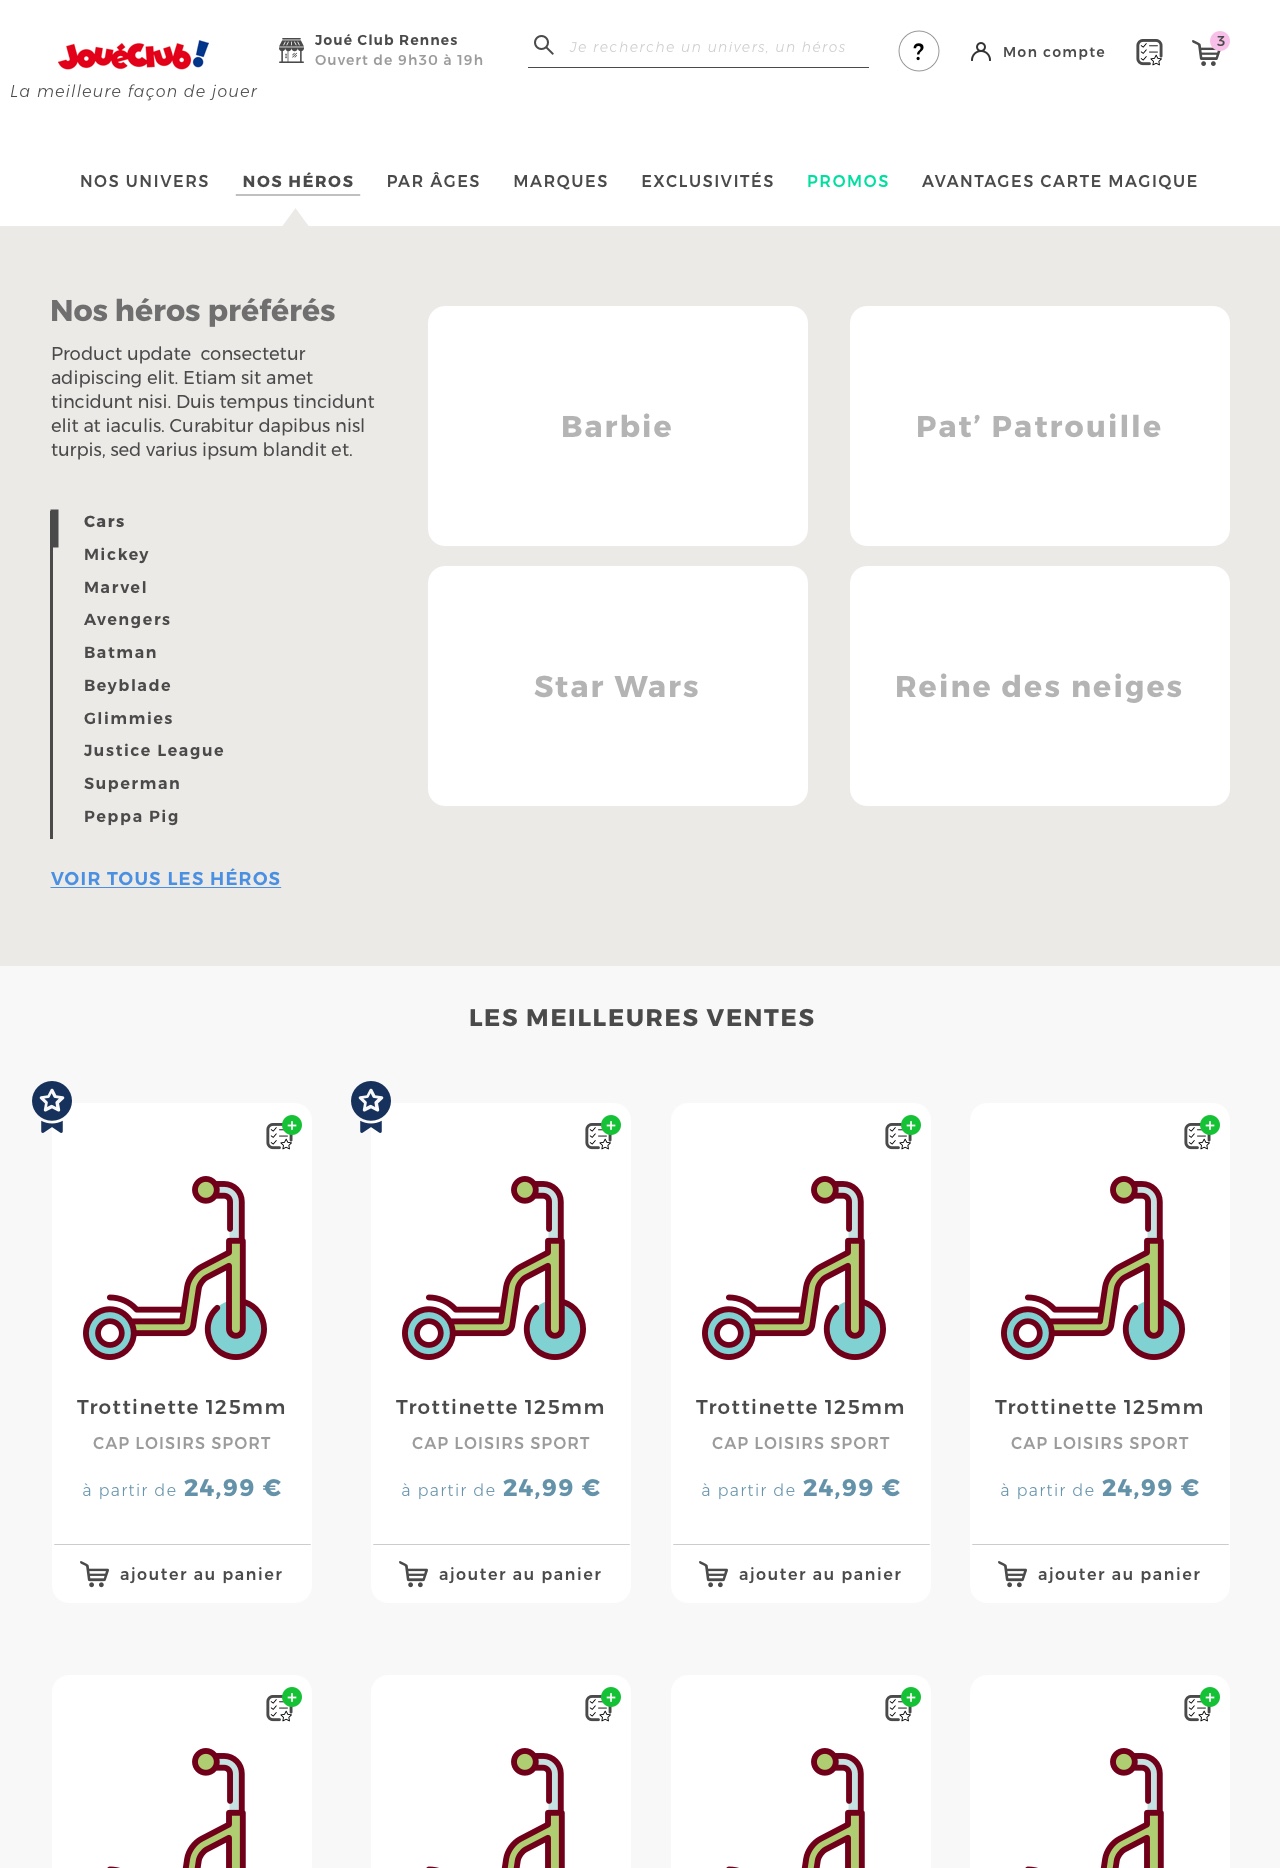 JouéClub!
La meilleure façon de jouer
Joué Club Rennes
Ouvert de 9h30 à 19h
Je recherche un univers, un héros
?
Mon compte
3
NOS UNIVERS
NOS HÉROS
PAR ÂGES
MARQUES
EXCLUSIVITÉS
PROMOS
AVANTAGES CARTE MAGIQUE
Nos héros préférés
Product update consectetur
adipiscing elit. Etiam sit amet
tincidunt nisi. Duis tempus tincidunt
elit at iaculis. Curabitur dapibus nisl
turpis, sed varius ipsum blandit et.
Cars
Mickey
Marvel
Avengers
Batman
Beyblade
Glimmies
Justice League
Superman
Peppa Pig
VOIR TOUS LES HÉROS
Barbie
Pat’ Patrouille
Star Wars
Reine des neiges
LES MEILLEURES VENTES
Trottinette 125mm
CAP LOISIRS SPORT
à partir de 24,99 €
ajouter au panier
Trottinette 125mm
CAP LOISIRS SPORT
à partir de 24,99 €
ajouter au panier
Trottinette 125mm
CAP LOISIRS SPORT
à partir de 24,99 €
ajouter au panier
Trottinette 125mm
CAP LOISIRS SPORT
à partir de 24,99 €
ajouter au panier